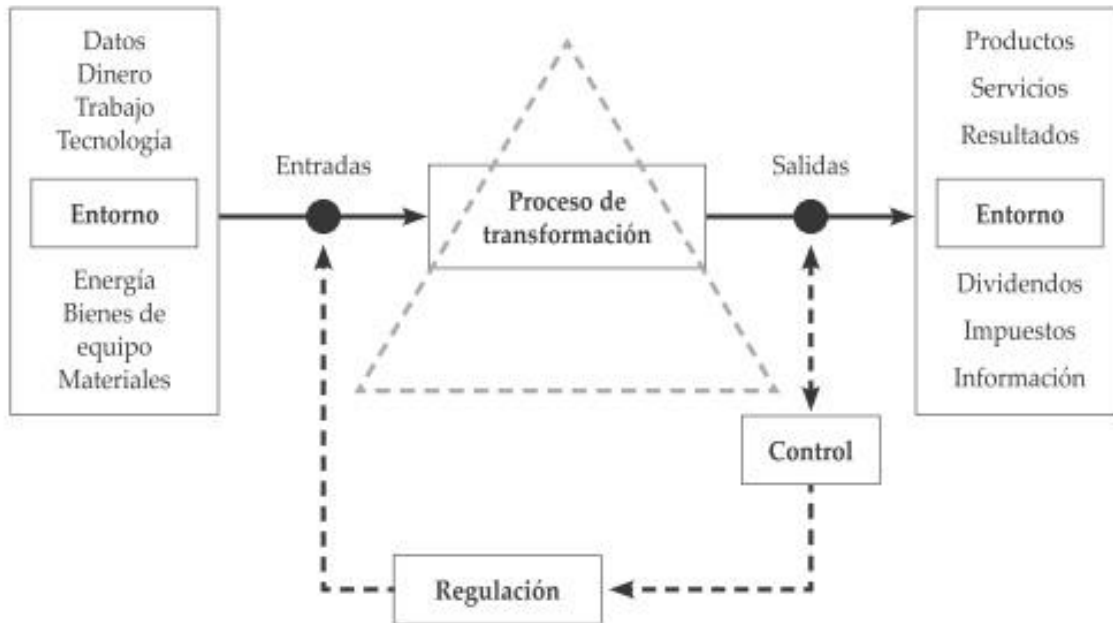 Datos
Dinero
Trabajo
Tecnología
Entorno
Energía
Bienes de
equipo
Materiales
Entradas
Proceso de
transformación
Salidas
Productos
Servicios
Resultados
Entorno
Dividendos
Impuestos
Información
Control
Regulación